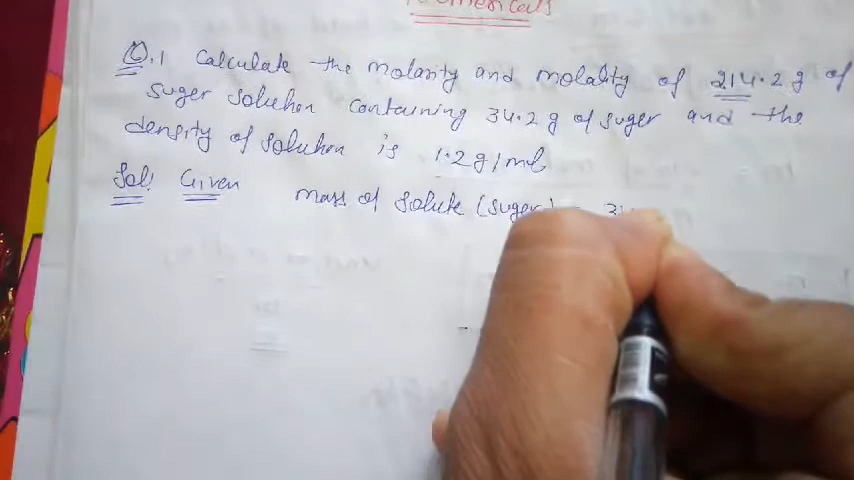 Q.1 Calculate the molarity and molality of 214.2 g of
suger solution containing 34.2 g of suger and the
density of solution is 1.2 g/ml
Sol: Given mass of solute (suger)